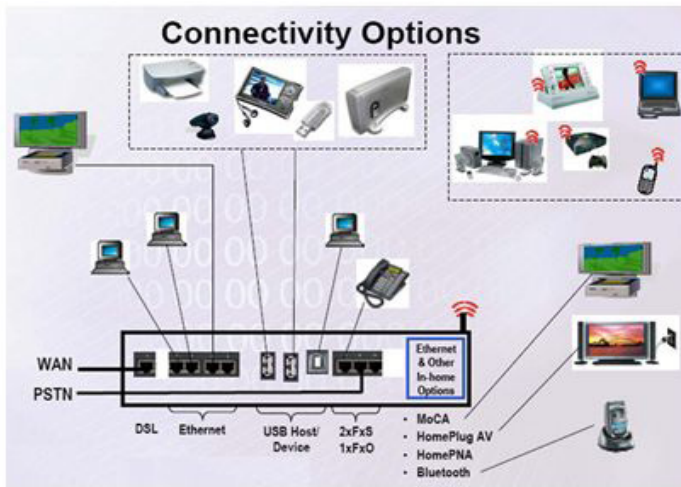 Connectivity Options
WAN
PSTN
DSL
Ethernet
USB Host/
Device
2xFxS
1xFxO
Ethernet
& Other
In-home
Options
• MoCA
• HomePlug AV
• HomePNA
• Bluetooth